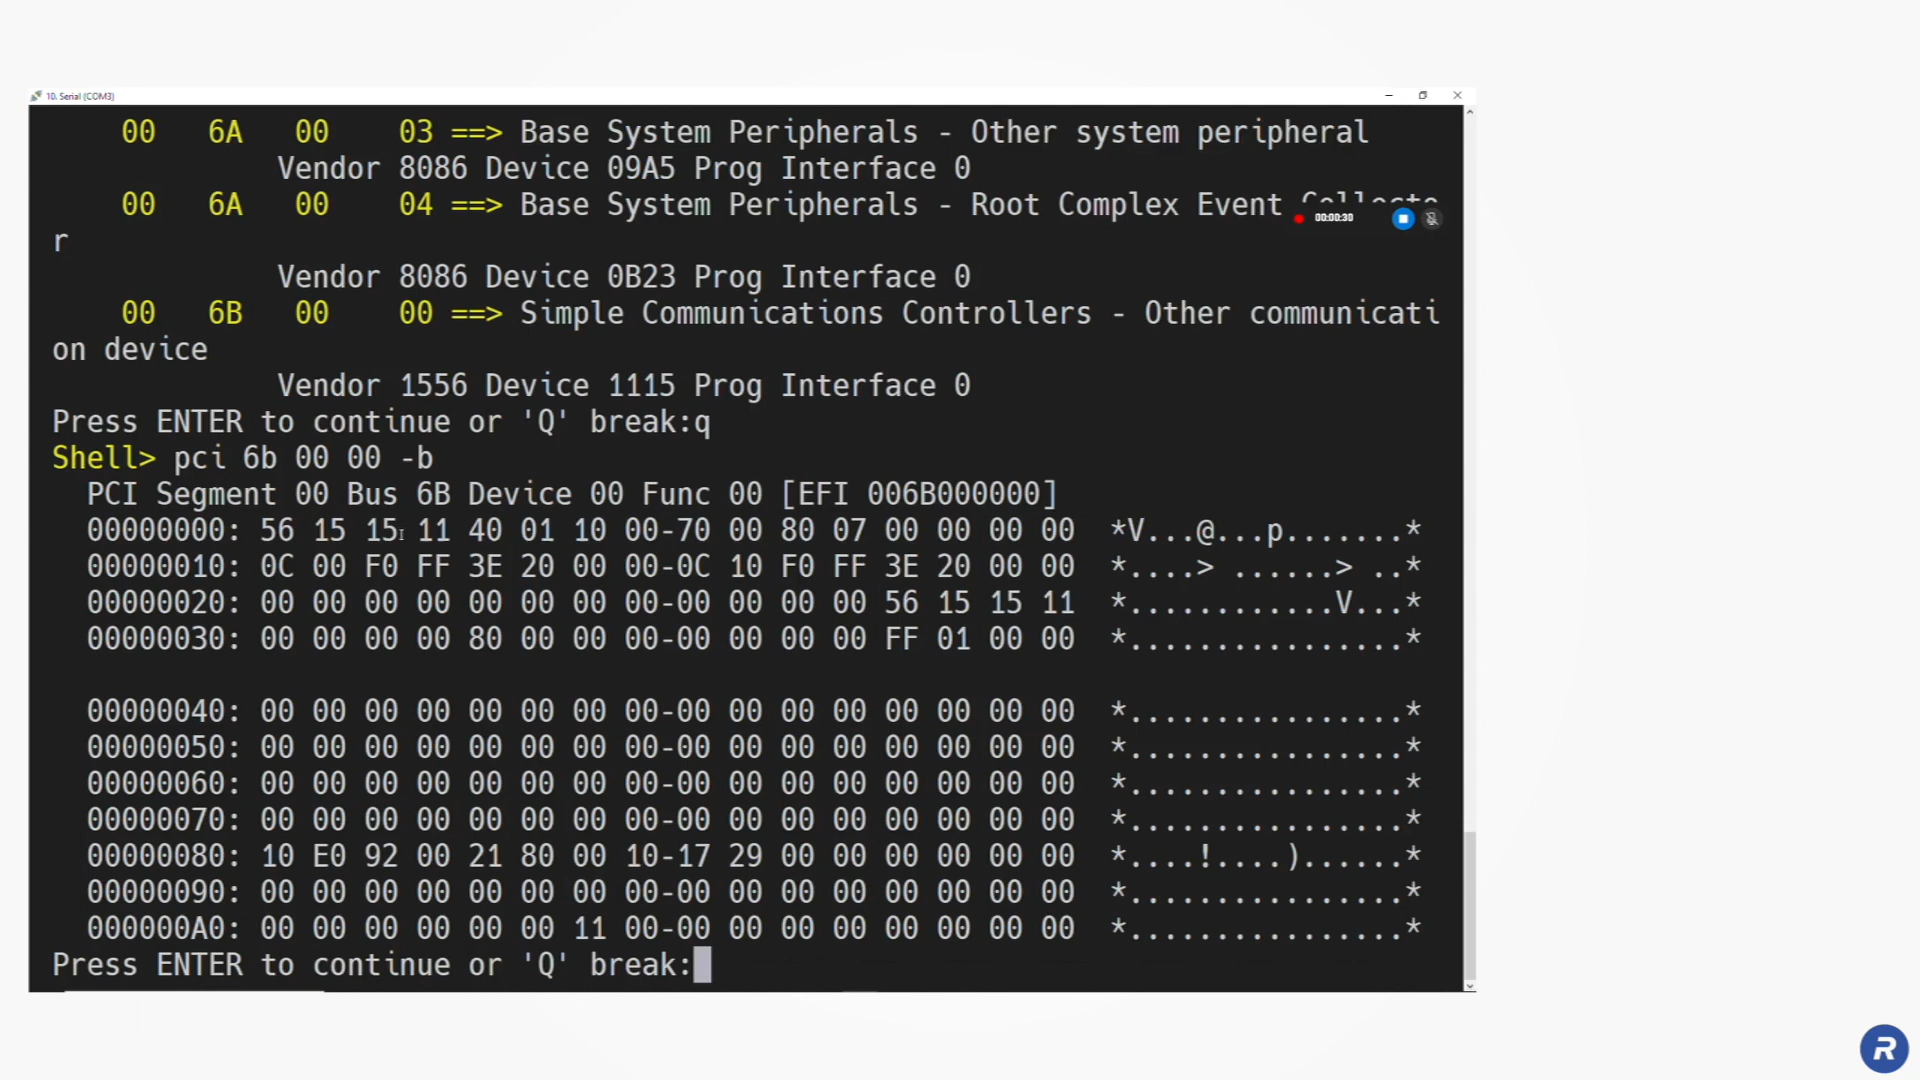 10. Serial (COM3)
00 6A 00 03 ==> Base System Peripherals - Other system peripheral
Vendor 8086 Device 09A5 Prog Interface 0
00 6A 00 04 ==> Base System Peripherals - Root Complex Event Collecto
r
00:00:30
Vendor 8086 Device 0B23 Prog Interface 0
00 6B 00 00 ==> Simple Communications Controllers - Other communicati
on device
Vendor 1556 Device 1115 Prog Interface 0
Press ENTER to continue or 'Q' break:q
Shell> pci 6b 00 00 -b
PCI Segment 00 Bus 6B Device 00 Func 00 [EFI 006B000000]
00000000: 56 15 15 11 40 01 10 00-70 00 80 07 00 00 00 00 *V...@...p.......*
00000010: 0C 00 F0 FF 3E 20 00 00-0C 10 F0 FF 3E 20 00 00 *....> ......> ..*
00000020: 00 00 00 00 00 00 00 00-00 00 00 00 56 15 15 11 *............V...*
00000030: 00 00 00 00 80 00 00 00-00 00 00 00 FF 01 00 00 *................*
00000040: 00 00 00 00 00 00 00 00-00 00 00 00 00 00 00 00 *................*
00000050: 00 00 00 00 00 00 00 00-00 00 00 00 00 00 00 00 *................*
00000060: 00 00 00 00 00 00 00 00-00 00 00 00 00 00 00 00 *................*
00000070: 00 00 00 00 00 00 00 00-00 00 00 00 00 00 00 00 *................*
00000080: 10 E0 92 00 21 80 00 10-17 29 00 00 00 00 00 00 *....!....)......*
00000090: 00 00 00 00 00 00 00 00-00 00 00 00 00 00 00 00 *................*
000000A0: 00 00 00 00 00 00 11 00-00 00 00 00 00 00 00 00 *................*
Press ENTER to continue or 'Q' break:
R